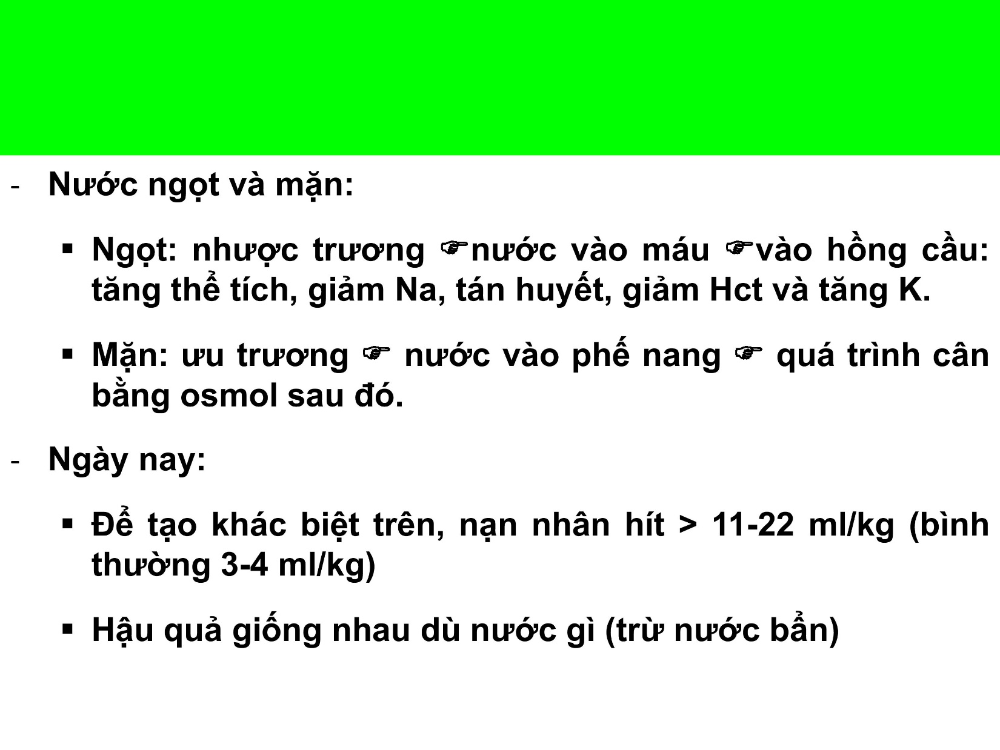 - Nước ngọt và mặn:
▪ Ngọt: nhược trương ☞nước vào máu ☞vào hồng cầu:
tăng thể tích, giảm Na, tán huyết, giảm Hct và tăng K.
▪ Mặn: ưu trương ☞ nước vào phế nang ☞ quá trình cân
bằng osmol sau đó.
- Ngày nay:
▪ Để tạo khác biệt trên, nạn nhân hít > 11-22 ml/kg (bình
thường 3-4 ml/kg)
▪ Hậu quả giống nhau dù nước gì (trừ nước bẩn)